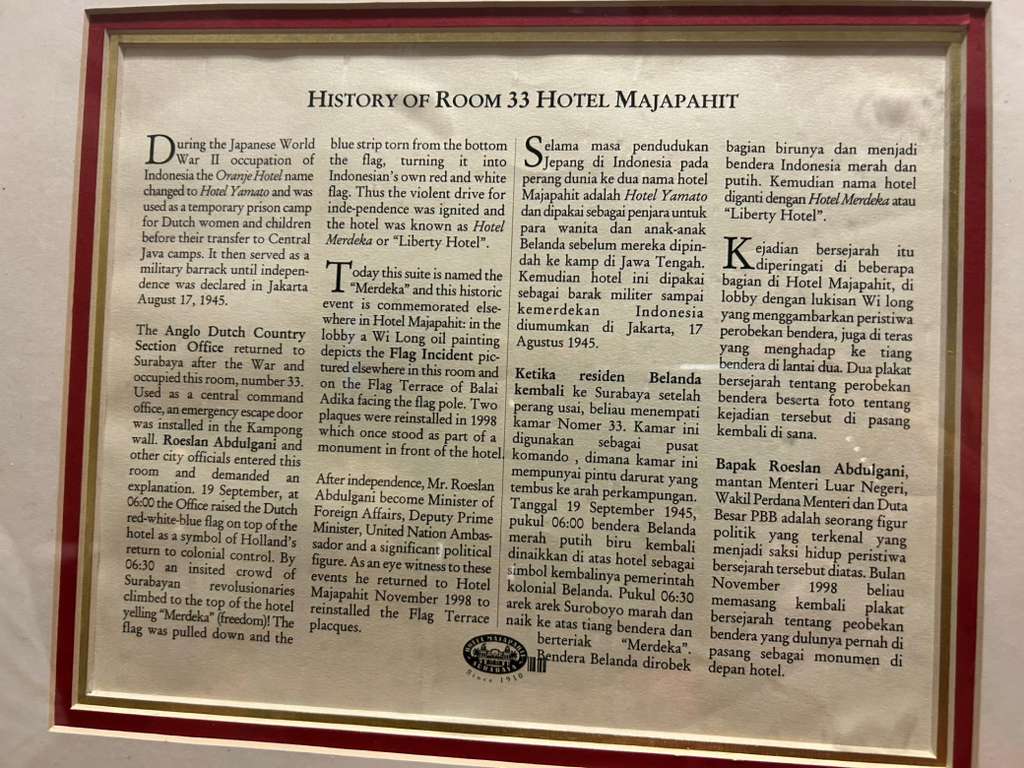 HISTORY OF ROOM 33 HOTEL MAJAPAHIT
During the Japanese World
War II occupation of
Indonesia the Oranje Hotel name
changed to Hotel Yamato and was
used as a temporary prison camp
for Dutch women and children
before their transfer to Central
Java camps. It then served as a
military barrack until indepen-
dence was declared in Jakarta
August 17, 1945.
The Anglo Dutch Country
Section Office returned to
Surabaya after the War and
occupied this room, number 33.
Used as a central command
office, an emergency escape door
was installed in the Kampong
wall. Roeslan Abdulgani and
other city officials entered this
room and demanded an
explanation. 19 September, at
06:00 the Office raised the Dutch
red-white-blue flag on top of the
hotel as a symbol of Holland's
return to colonial control. By
06:30 an insited crowd of
Surabayan revolusionaries
climbed to the top of the hotel
yelling “Merdeka” (freedom)! The
flag was pulled down and the
blue strip torn from the bottom
the flag, turning it into
Indonesian's own red and white
flag. Thus the violent drive for
inde-pendence was ignited and
the hotel was known as Hotel
Merdeka or “Liberty Hotel”.
Today this suite is named the
“Merdeka” and this historic
event is commemorated else-
where in Hotel Majapahit: in the
lobby a Wi Long oil painting
depicts the Flag Incident pic-
tured elsewhere in this room and
on the Flag Terrace of Balai
Adika facing the flag pole. Two
plaques were reinstalled in 1998
which once stood as part of a
monument in front of the hotel.
After independence, Mr. Roeslan
Abdulgani become Minister of
Foreign Affairs, Deputy Prime
Minister, United Nation Ambas-
sador and a significant political
figure. As an eye witness to these
events he returned to Hotel
Majapahit November 1998 to
reinstalled the Flag Terrace
placques.
Selama masa pendudukan
Jepang di Indonesia pada
perang dunia ke dua nama hotel
Majapahit adalah Hotel Yamato
dan dipakai sebagai penjara untuk
para wanita dan anak-anak
Belanda sebelum mereka dipin-
dah ke kamp di Jawa Tengah.
Kemudian hotel ini dipakai
sebagai barak militer sampai
kemerdekan Indonesia
diumumkan di Jakarta, 17
Agustus 1945.
Ketika residen Belanda
kembali ke Surabaya setelah
perang usai, beliau menempati
kamar Nomer 33. Kamar ini
digunakan sebagai pusat
komando , dimana kamar ini
mempunyai pintu darurat yang
tembus ke arah perkampungan.
Tanggal 19 September 1945,
pukul 06:00 bendera Belanda
merah putih biru kembali
dinaikkan di atas hotel sebagai
simbol kembalinya pemerintah
kolonial Belanda. Pukul 06:30
arek arek Suroboyo marah dan
naik ke atas tiang bendera dan
berteriak “Merdeka”.
Bendera Belanda dirobek
bagian birunya dan menjadi
bendera Indonesia merah dan
putih. Kemudian nama hotel
diganti dengan Hotel Merdeka atau
“Liberty Hotel”.
Kejadian bersejarah itu
diperingati di beberapa
bagian di Hotel Majapahit, di
lobby dengan lukisan Wi long
yang menggambarkan peristiwa
perobekan bendera, juga di teras
yang menghadap ke tiang
bendera di lantai dua. Dua plakat
bersejarah tentang perobekan
bendera beserta foto tentang
kejadian tersebut di pasang
kembali di sana.
Bapak Roeslan Abdulgani,
mantan Menteri Luar Negeri,
Wakil Perdana Menteri dan Duta
Besar PBB adalah seorang figur
politik yang terkenal yang
menjadi saksi hidup peristiwa
bersejarah tersebut diatas. Bulan
November 1998 beliau
memasang kembali plakat
bersejarah tentang peobekan
bendera yang dulunya pernah di
pasang sebagai monumen di
depan hotel.
HOTEL MAJAPAHIT
SURABAYA
Since 1910